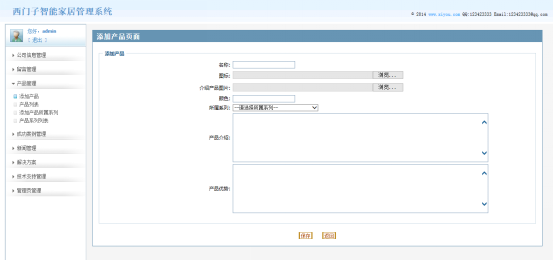 西门子智能家居管理系统
© 2014 www.aiyou.com QQ:123423333 Email:123423333@qq.com
你好：admin
[ 退出 ]
公司信息管理
留言管理
产品管理
添加产品
产品列表
添加产品所属系列
产品系列列表
成功案例管理
新闻管理
解决方案
技术支持管理
管理员管理
添加产品页面
添加产品
名称:
图标: 浏览...
介绍产品图片: 浏览...
颜色:
所属系列: --请选择所属系列--
产品介绍:
产品优势:
[保存] [返回]